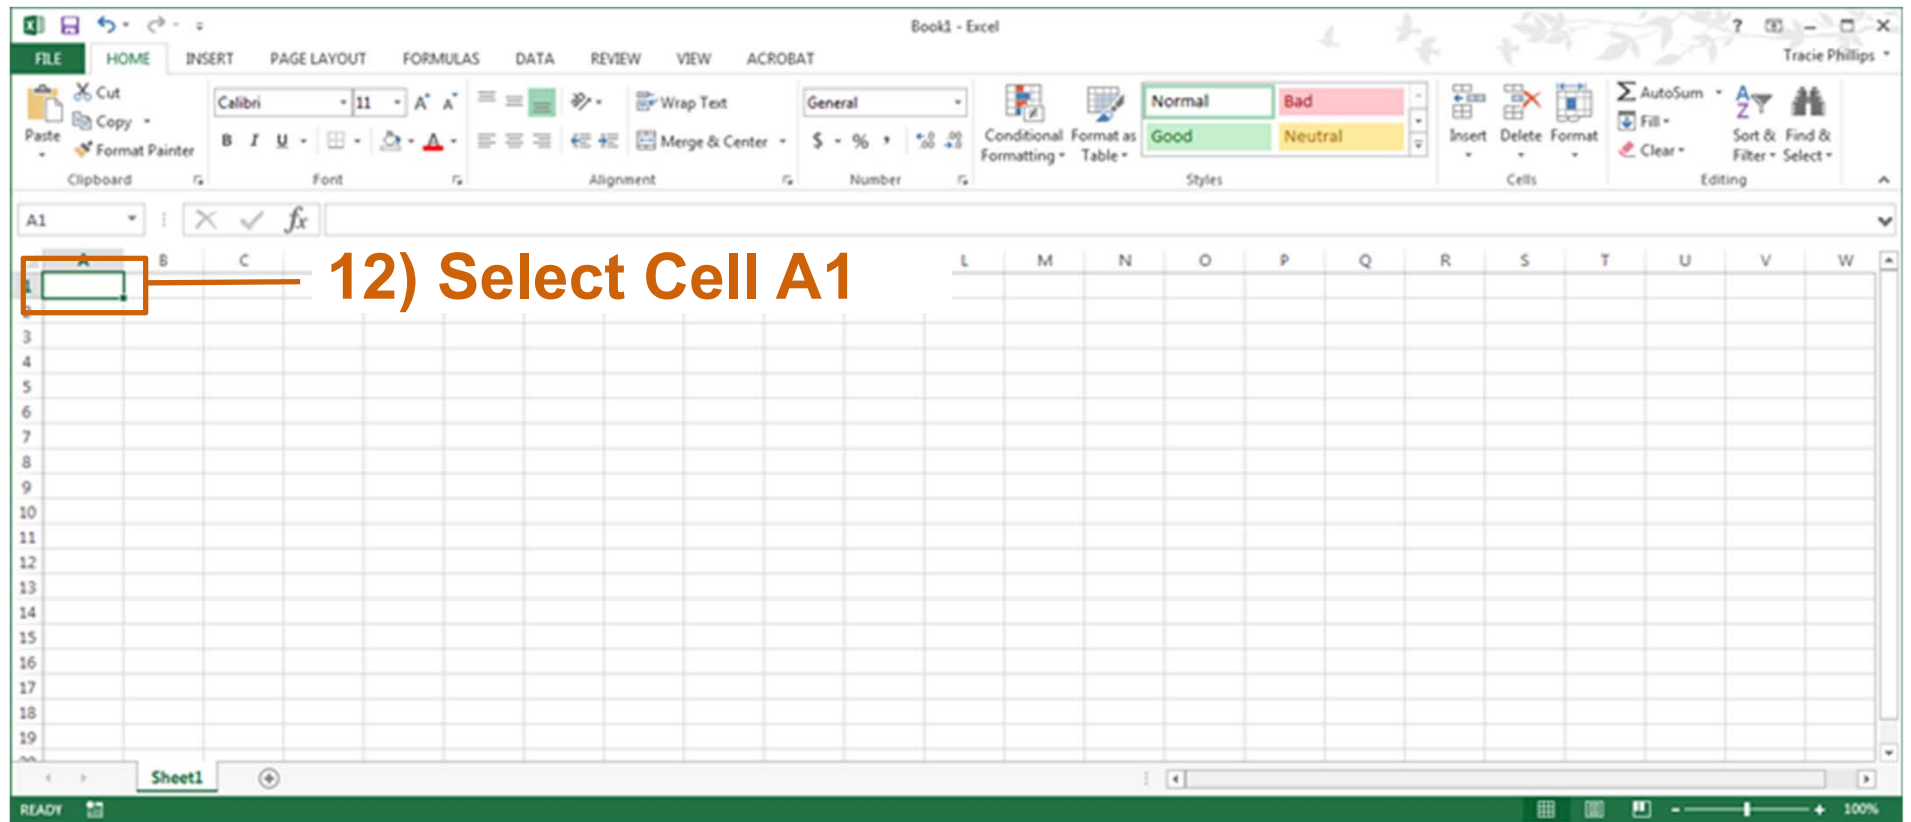 Book1 - Excel
?
FILE HOME INSERT PAGE LAYOUT FORMULAS DATA REVIEW VIEW ACROBAT Tracie Phillips
Paste
Cut
Copy
Format Painter
Clipboard
Calibri 11 A A
B I U A
Font
Wrap Text
Merge & Center
Alignment
General
$ % ,
Number
Conditional Formatting
Format as Table
Normal Bad
Good Neutral
Styles
Insert Delete Format
Cells
AutoSum
Fill
Clear
Sort & Filter
Find & Select
Editing
A1 fx
A B C L M N O P Q R S T U V W
12) Select Cell A1
1
2
3
4
5
6
7
8
9
10
11
12
13
14
15
16
17
18
19
Sheet1
READY 100%